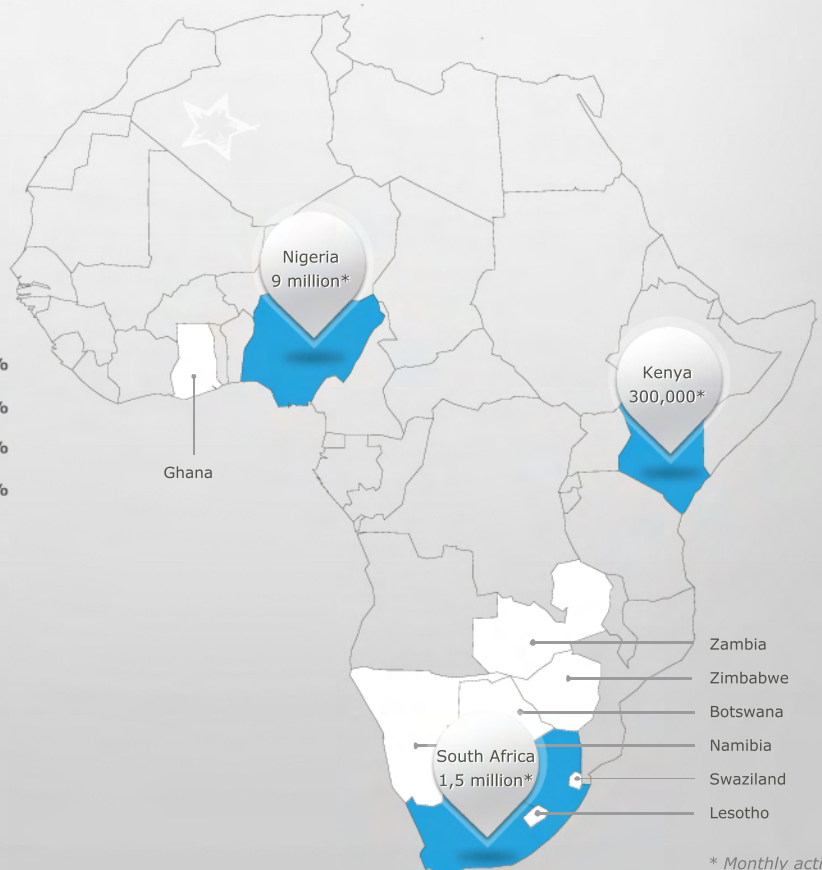 Nigeria
9 million*
Kenya
300,000*
%
%
%
%
Ghana
Zambia
Zimbabwe
Botswana
Namibia
South Africa
1,5 million*
Swaziland
Lesotho
* Monthly